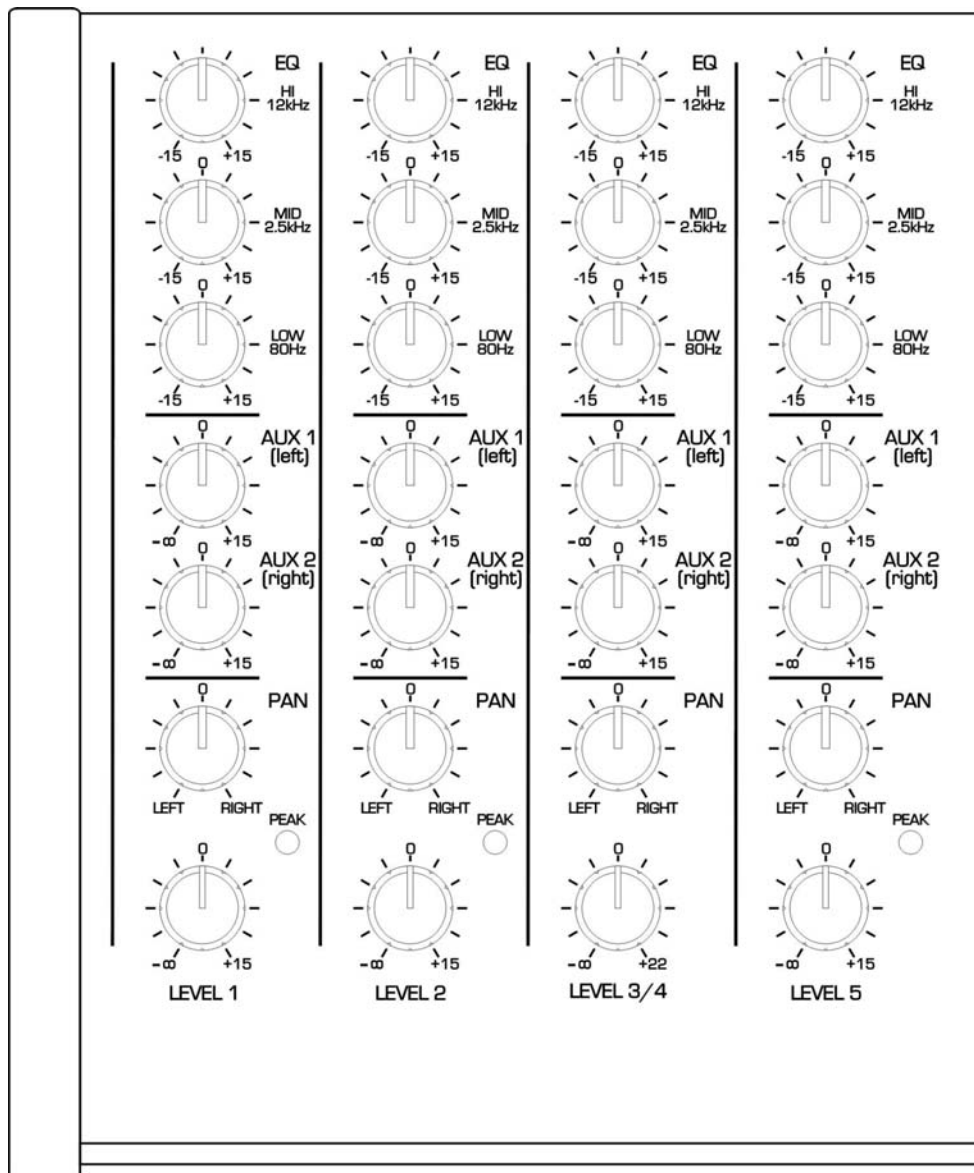 EQ
HI
12kHz
-15 +15
0
MID
2.5kHz
-15 +15
0
LOW
80Hz
-15 +15
0
AUX 1
(left)
-∞ +15
0
AUX 2
(right)
-∞ +15
0
PAN
LEFT RIGHT
PEAK
0
-∞ +15
LEVEL 1
EQ
HI
12kHz
-15 +15
0
MID
2.5kHz
-15 +15
0
LOW
80Hz
-15 +15
0
AUX 1
(left)
-∞ +15
0
AUX 2
(right)
-∞ +15
0
PAN
LEFT RIGHT
PEAK
0
-∞ +15
LEVEL 2
EQ
HI
12kHz
-15 +15
0
MID
2.5kHz
-15 +15
0
LOW
80Hz
-15 +15
0
AUX 1
(left)
-∞ +15
0
AUX 2
(right)
-∞ +15
0
PAN
LEFT RIGHT
0
-∞ +22
LEVEL 3/4
EQ
HI
12kHz
-15 +15
0
MID
2.5kHz
-15 +15
0
LOW
80Hz
-15 +15
0
AUX 1
(left)
-∞ +15
0
AUX 2
(right)
-∞ +15
0
PAN
LEFT RIGHT
PEAK
0
-∞ +15
LEVEL 5